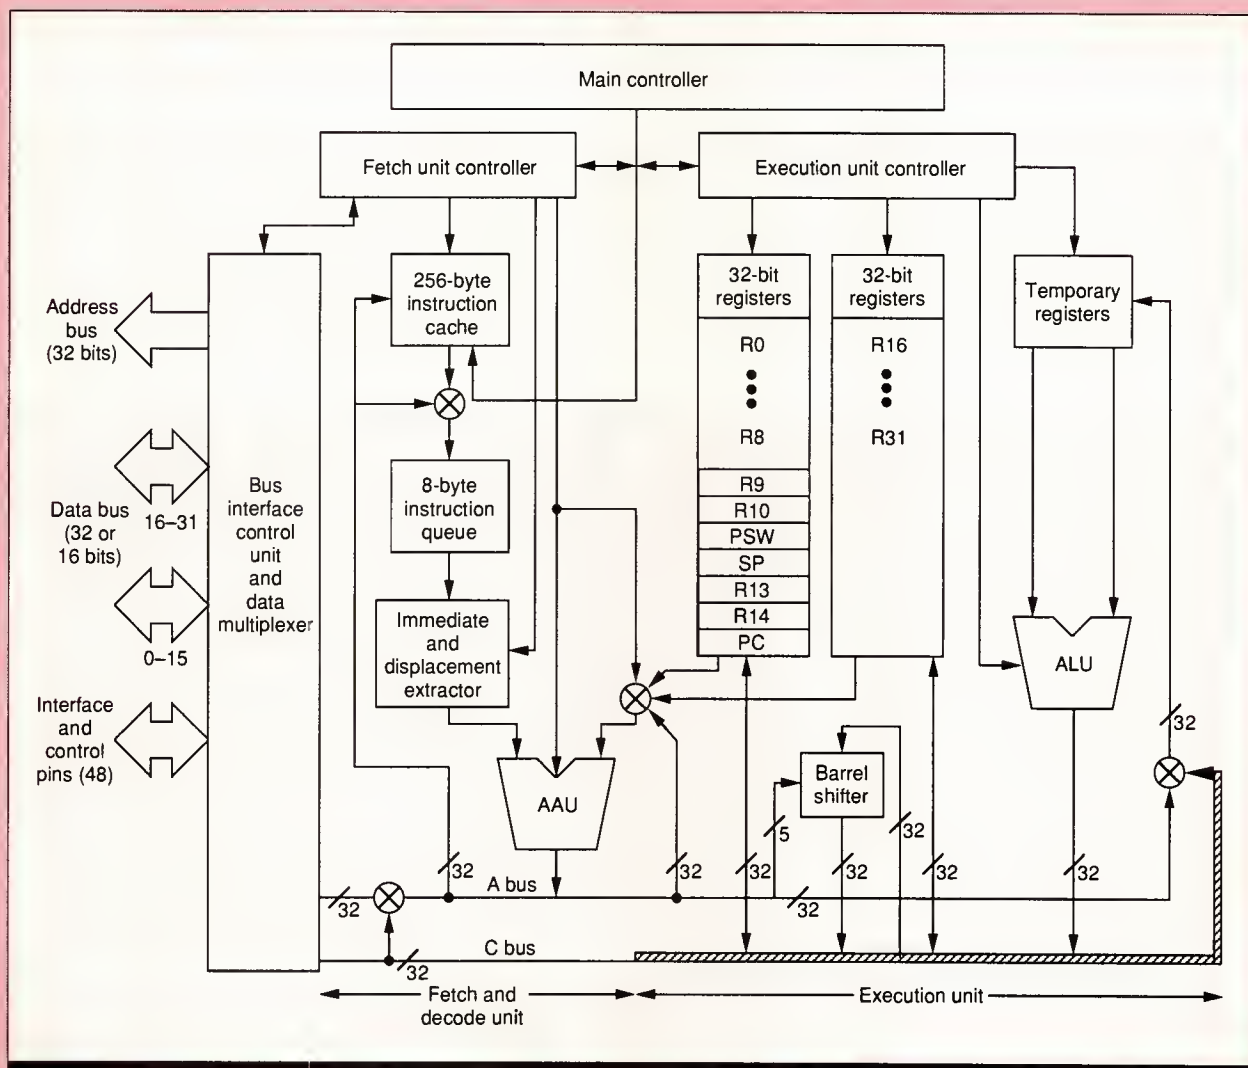 Main controller
Fetch unit controller
Execution unit controller
256-byte
instruction
cache
32-bit
registers
32-bit
registers
Temporary
registers
Address
bus
(32 bits)
R0
R8
R16
R31
8-byte
instruction
queue
R9
R10
PSW
SP
R13
R14
PC
Data bus
(32 or
16 bits)
16–31
0–15
Bus
interface
control
unit
and
data
multiplexer
Immediate
and
displacement
extractor
ALU
Interface
and
control
pins (48)
AAU
Barrel
shifter
32
5
32
32
32
32
32
32
32
A bus
32
32
C bus
32
Fetch and
decode unit
Execution unit